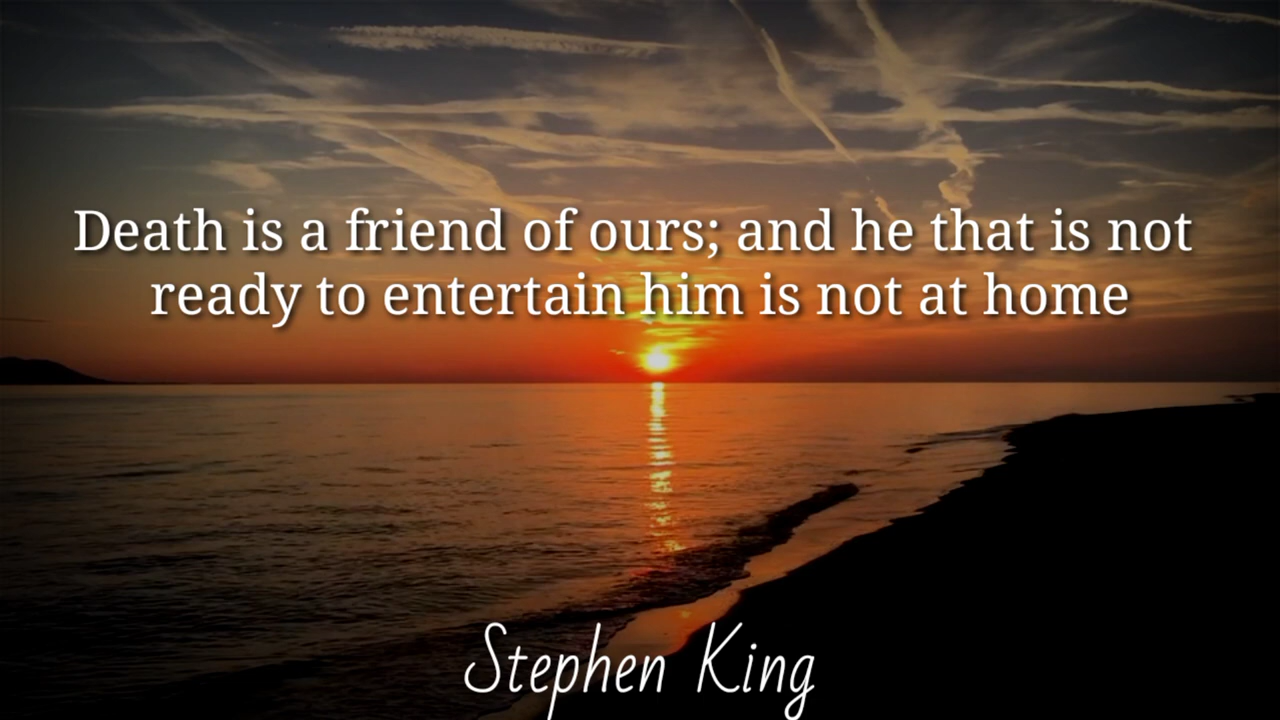 Death is a friend of ours; and he that is not
ready to entertain him is not at home
Stephen King